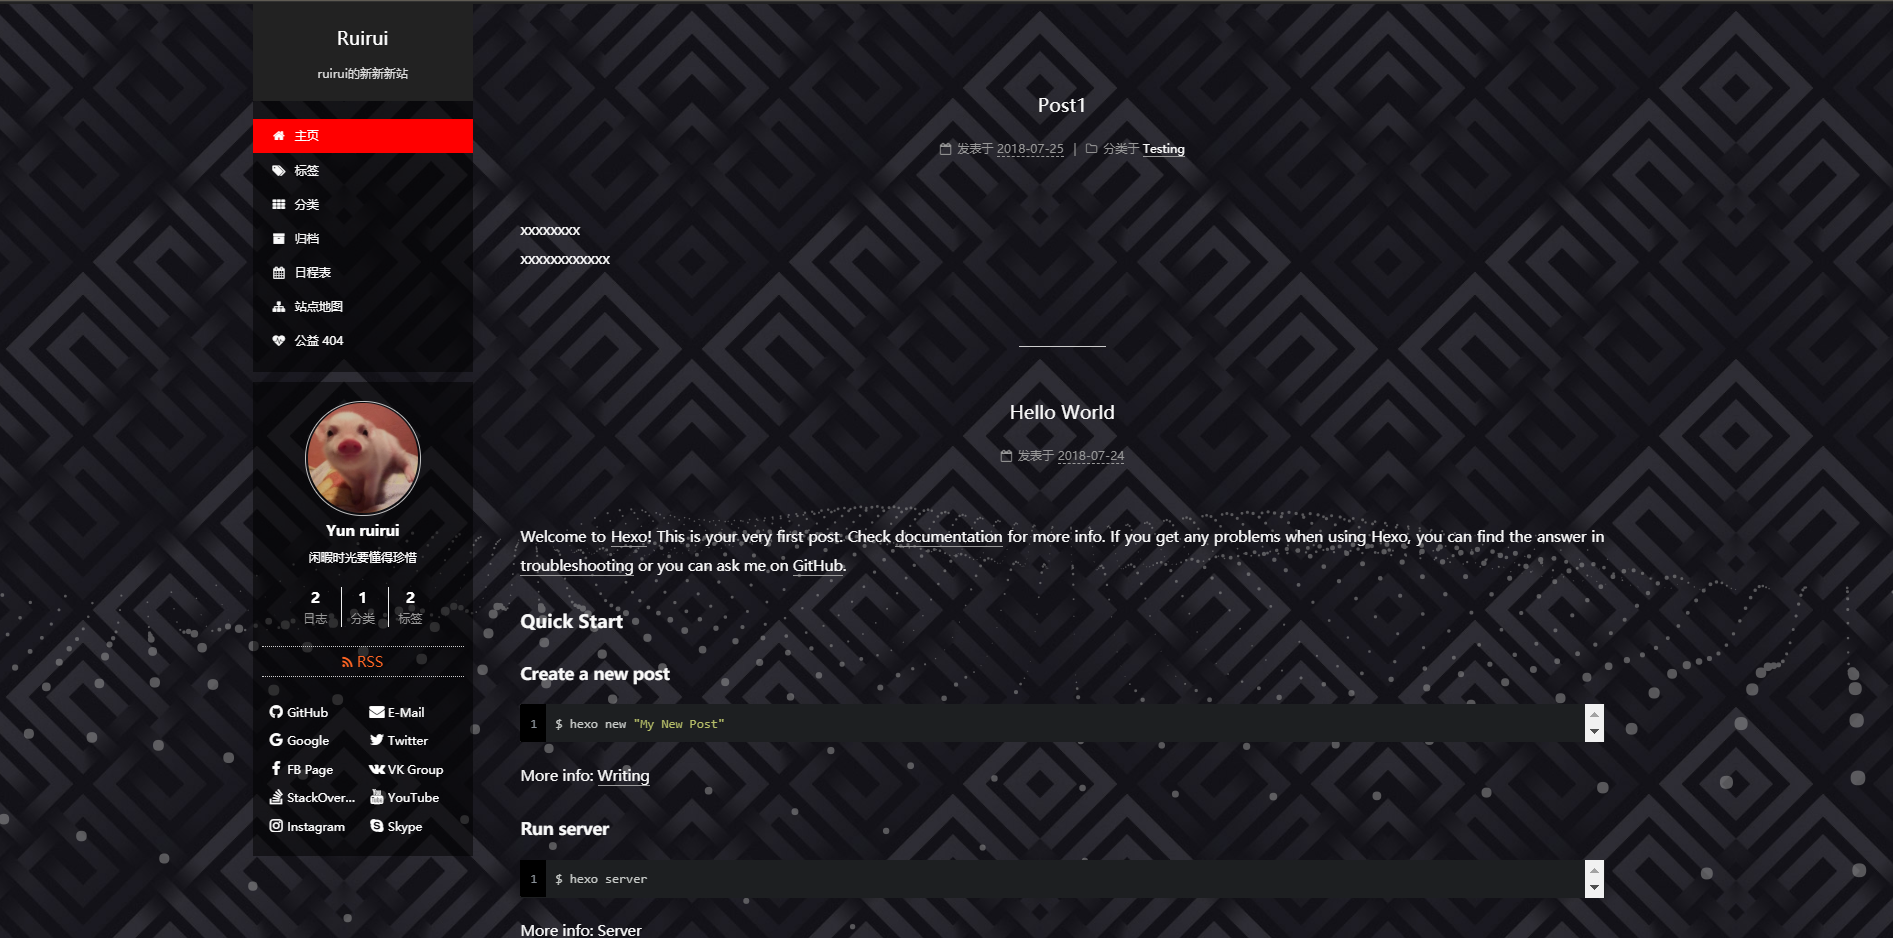 Ruirui
ruirui的新新新站
主页
标签
分类
归档
日程表
站点地图
公益 404
Yun ruirui
闲暇时光要懂得珍惜
2 1 2
日志 分类 标签
RSS
GitHub E-Mail
Google Twitter
FB Page VK Group
StackOver... YouTube
Instagram Skype
Post1
发表于 2018-07-25 | 分类于 Testing
xxxxxxxx
xxxxxxxxxxxx
Hello World
发表于 2018-07-24
Welcome to Hexo! This is your very first post. Check documentation for more info. If you get any problems when using Hexo, you can find the answer in
troubleshooting or you can ask me on GitHub.
Quick Start
Create a new post
1 $ hexo new "My New Post"
More info: Writing
Run server
1 $ hexo server
More info: Server